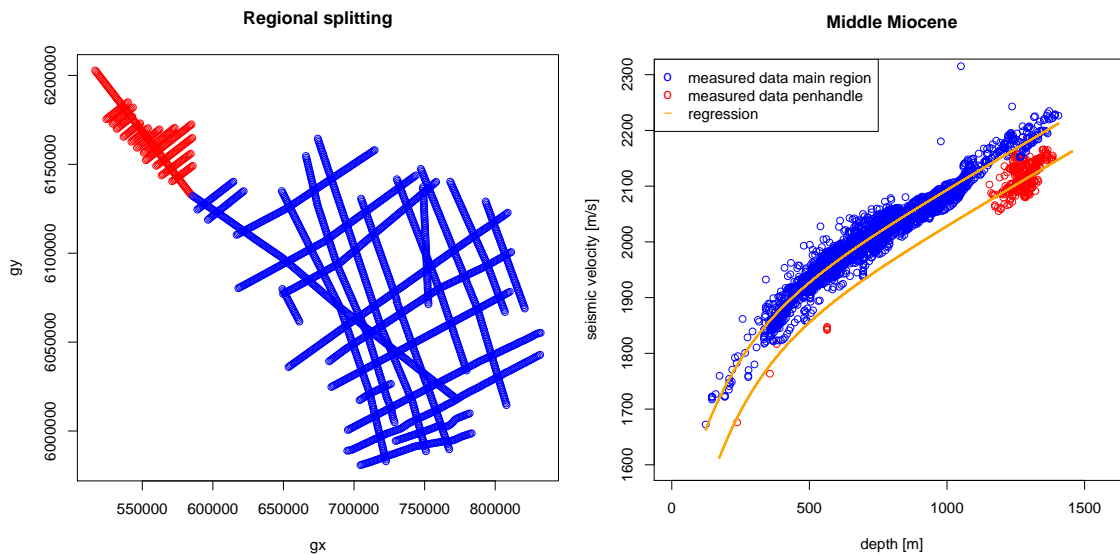 Regional splitting
gy
6000000 6050000 6100000 6150000 6200000
550000 600000 650000 700000 750000 800000
gx
Middle Miocene
measured data main region
measured data penhandle
regression
seismic velocity [m/s]
1600 1700 1800 1900 2000 2100 2200 2300
0 500 1000 1500
depth [m]